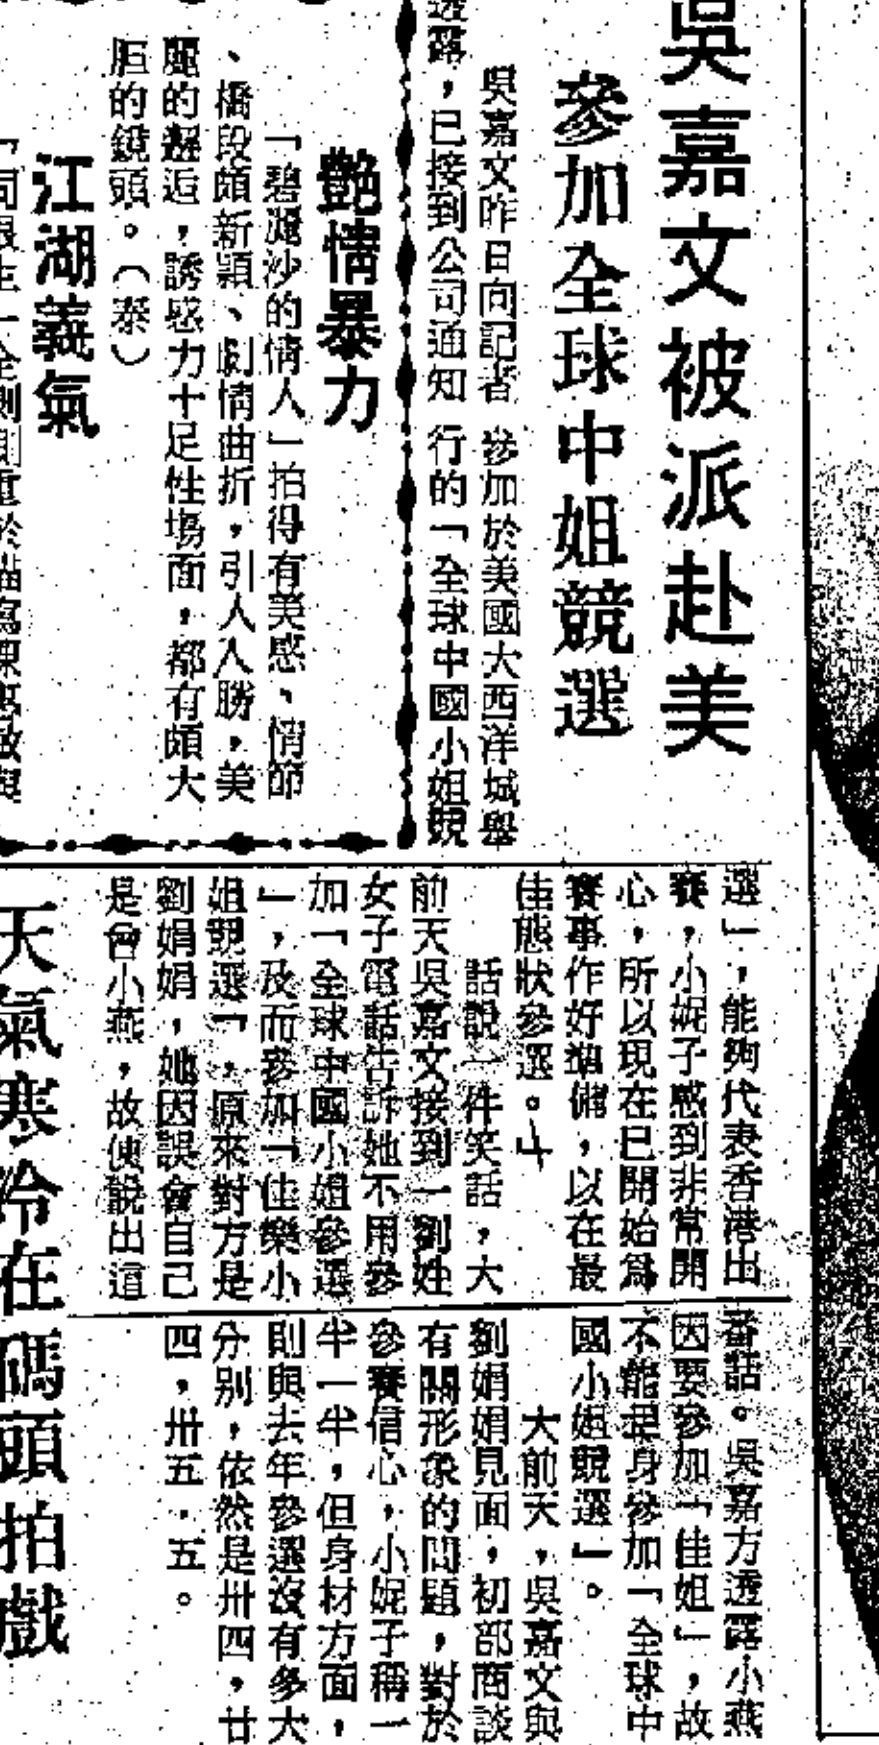 吳嘉文被派赴美
參加全球中姐競選
吳嘉文昨日向記者
透露，已接到公司通知
參加於美國大西洋城舉
行的「全球中國小姐競
選」，能夠代表香港出
賽，小妮子感到非常開
心，所以現在已開始為
賽事作好準備，以在最
佳態狀參選。
話說一件笑話，大
前天吳嘉文接到一劉姓
女子電話告訴她不用參
加「全球中國小姐參選
」，及而參加「佳樂小
姐競選「，原來對方是
劉娟娟，她因誤會自己
是會小燕，故便說出這
番話。吳嘉方透露小燕
因要參加「佳姐」，故
不能起身參加「全球中
國小姐競選」。
大前天，吳嘉文與
劉娟娟見面，初部商談
有關形象的問題，對於
參賽信心，小妮子稱一
半一半，但身材方面，
則與去年參選沒有多大
分別，依然是卅四，廿
四，卅五．五。
艷情暴力
「碧麗沙的情人」拍得有美感、情節
、橋段頗新穎、劇情曲折，引人入勝，美
麗的邂逅，誘惑力十足性場面，都有頗大
胆的鏡頭。（泰）
江湖義氣
天氣寒冷在碼頭拍戲